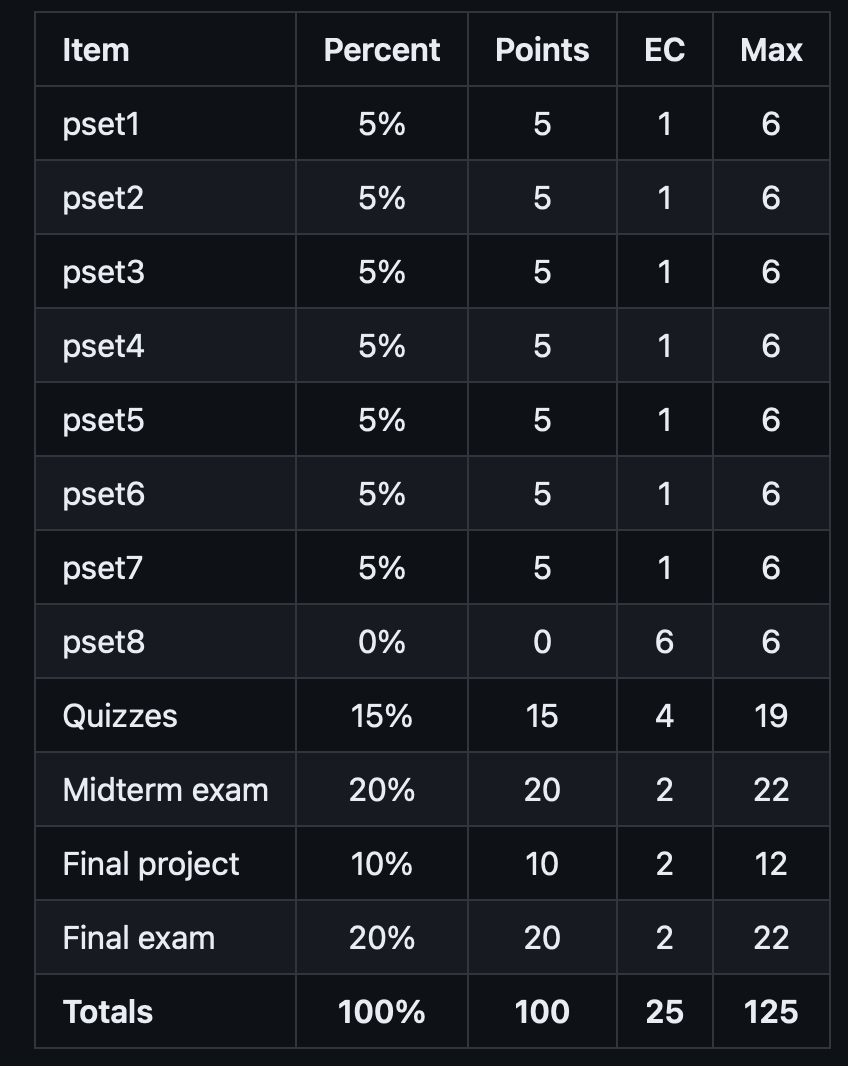 Item Percent Points EC Max
pset1 5% 5 1 6
pset2 5% 5 1 6
pset3 5% 5 1 6
pset4 5% 5 1 6
pset5 5% 5 1 6
pset6 5% 5 1 6
pset7 5% 5 1 6
pset8 0% 0 6 6
Quizzes 15% 15 4 19
Midterm exam 20% 20 2 22
Final project 10% 10 2 12
Final exam 20% 20 2 22
Totals 100% 100 25 125